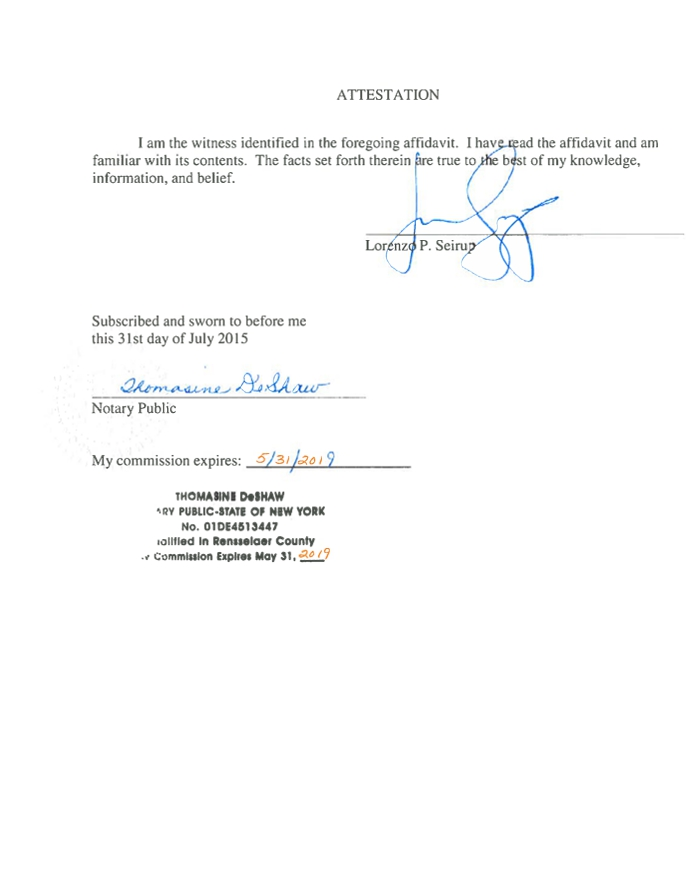 ATTESTATION
I am the witness identified in the foregoing affidavit. I have read the affidavit and am
familiar with its contents. The facts set forth therein are true to the best of my knowledge,
information, and belief.
Lorenzo P. Seirup
Subscribed and sworn to before me
this 31st day of July 2015
Thomasine DeShaw
Notary Public
My commission expires: 5/31/2019
THOMASINE DeSHAW
ARY PUBLIC-STATE OF NEW YORK
No. 01DE4513447
alified in Rensselaer County
Commission Expires May 31, 2019